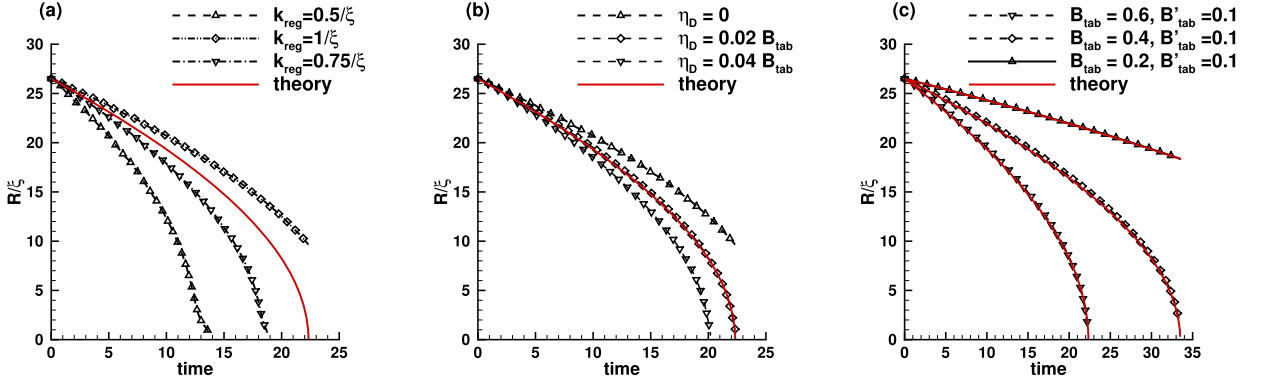 (a)
k_reg=0.5/ξ
k_reg=1/ξ
k_reg=0.75/ξ
theory
R/ξ
30
25
20
15
10
5
0
0 5 10 15 20 25
time
(b)
η_D = 0
η_D = 0.02 B_tab
η_D = 0.04 B_tab
theory
R/ξ
30
25
20
15
10
5
0
0 5 10 15 20 25
time
(c)
B_tab = 0.6, B'_tab =0.1
B_tab = 0.4, B'_tab =0.1
B_tab = 0.2, B'_tab =0.1
theory
R/ξ
30
25
20
15
10
5
0
0 5 10 15 20 25 30 35
time